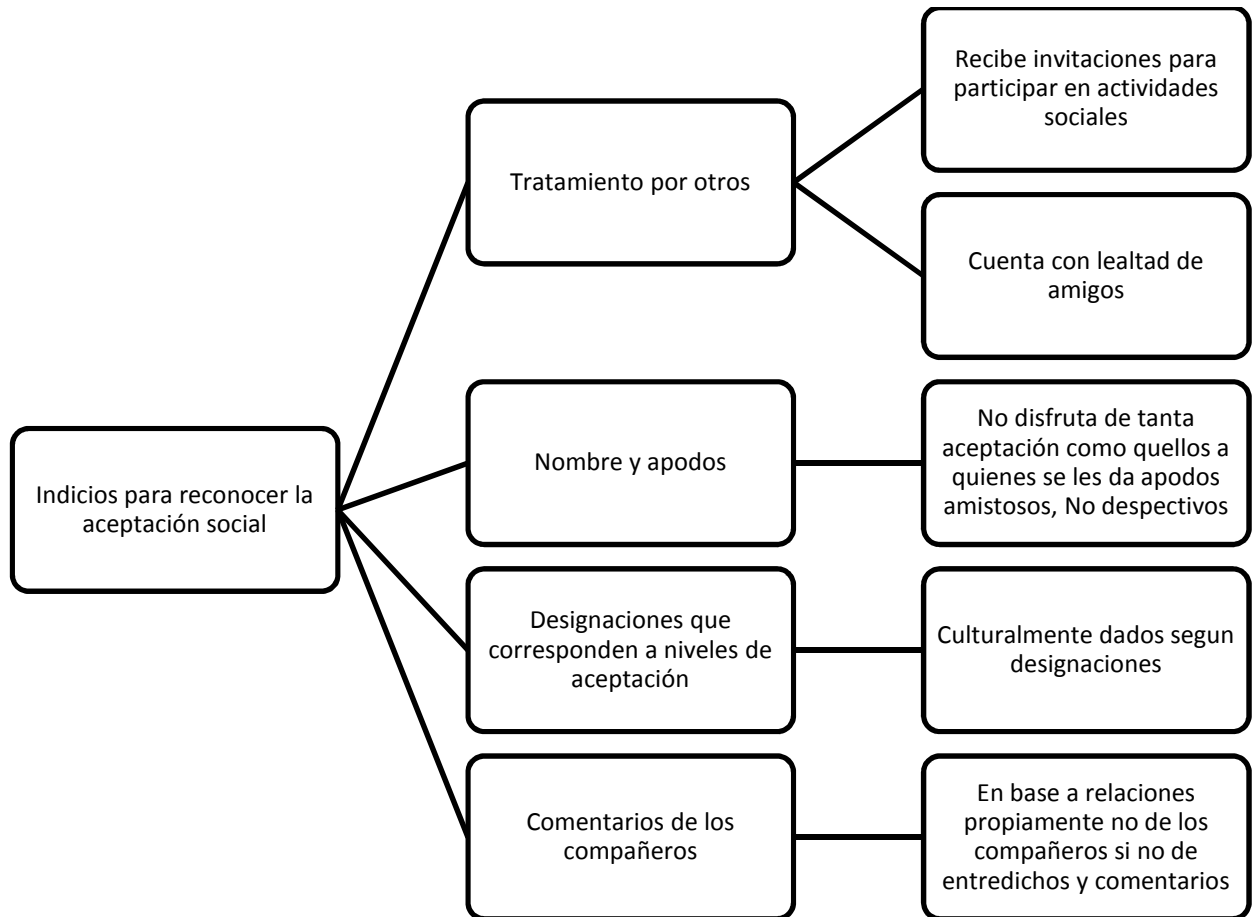 Indicios para reconocer la
aceptación social
Tratamiento por otros
Recibe invitaciones para
participar en actividades
sociales
Cuenta con lealtad de
amigos
Nombre y apodos
No disfruta de tanta
aceptación como quellos a
quienes se les da apodos
amistosos, No despectivos
Designaciones que
corresponden a niveles de
aceptación
Culturalmente dados segun
designaciones
Comentarios de los
compañeros
En base a relaciones
propiamente no de los
compañeros si no de
entredichos y comentarios